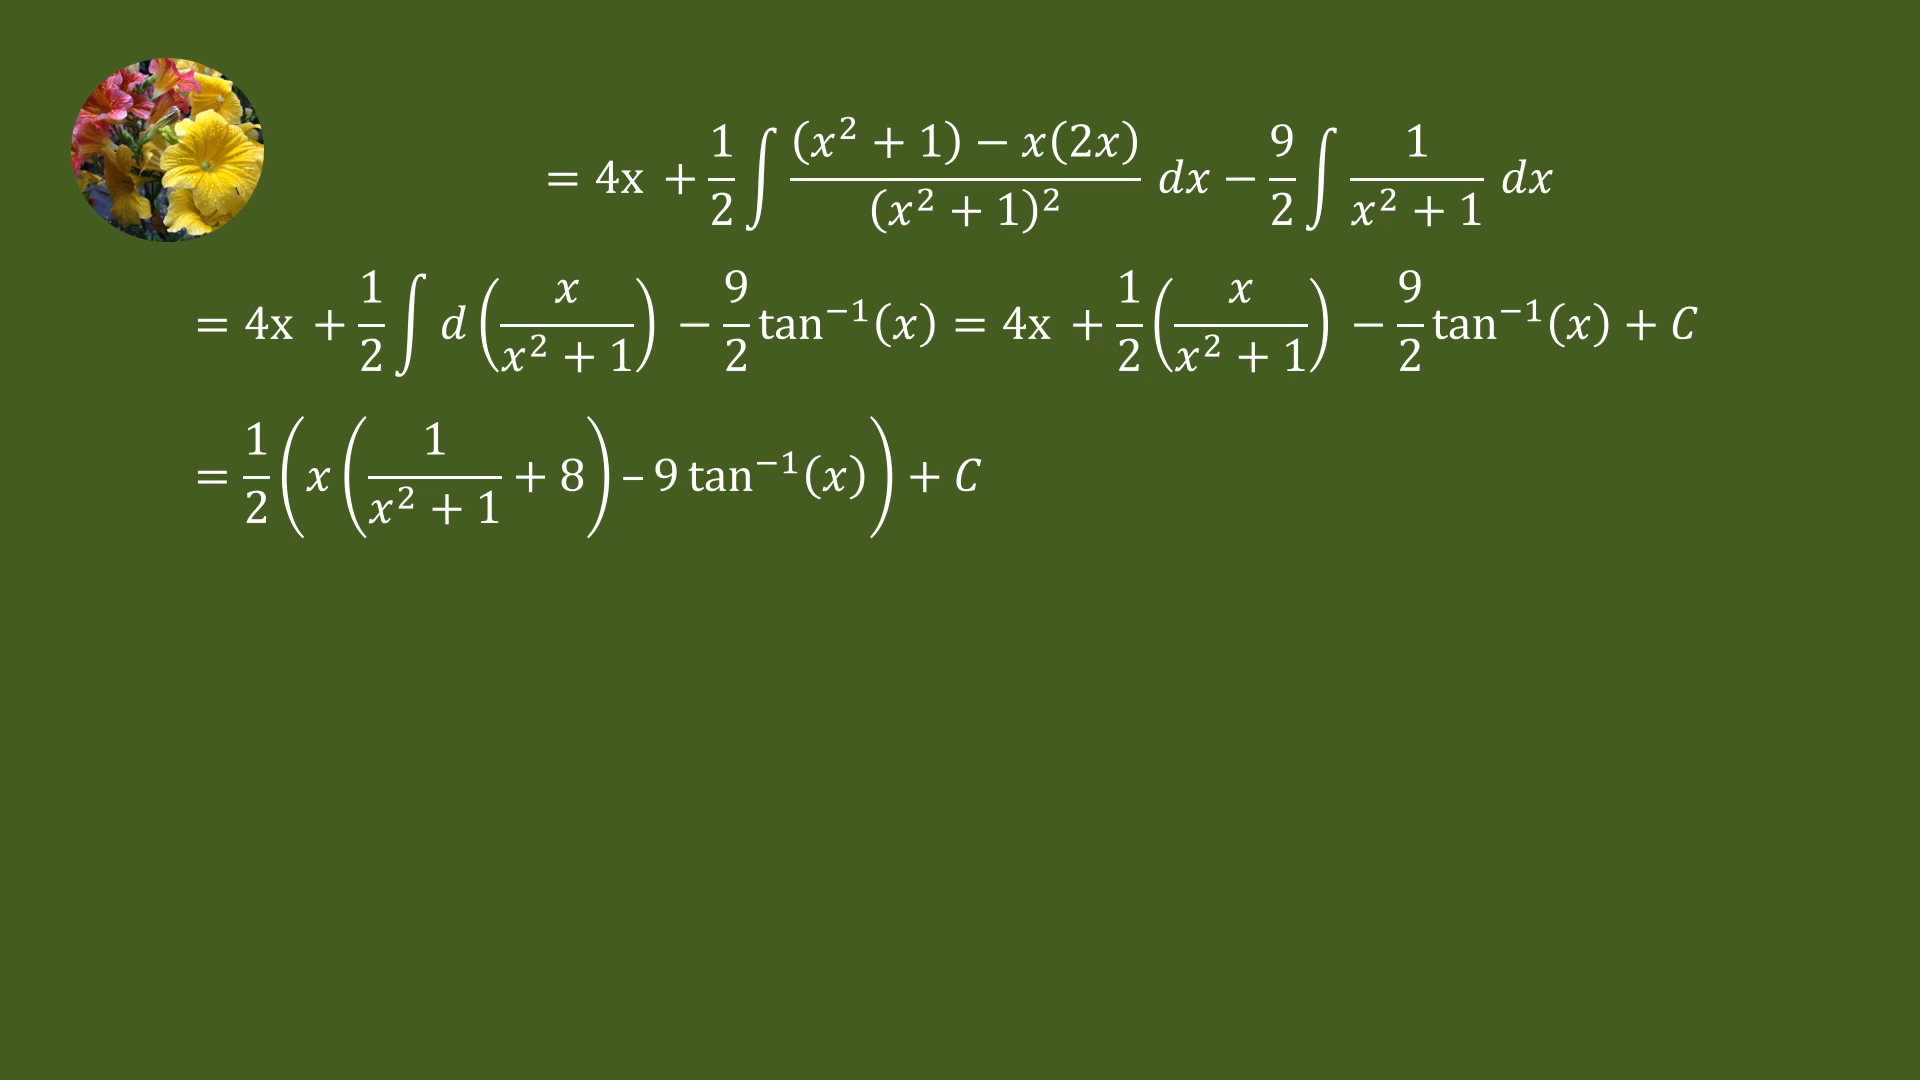 = 4x + 1/2 ∫ ((x² + 1) − x(2x))/(x² + 1)² dx − 9/2 ∫ 1/(x² + 1) dx
= 4x + 1/2 ∫ d (x/(x² + 1)) − 9/2 tan⁻¹(x) = 4x + 1/2 (x/(x² + 1)) − 9/2 tan⁻¹(x) + C
= 1/2 (x (1/(x² + 1) + 8) – 9 tan⁻¹(x)) + C